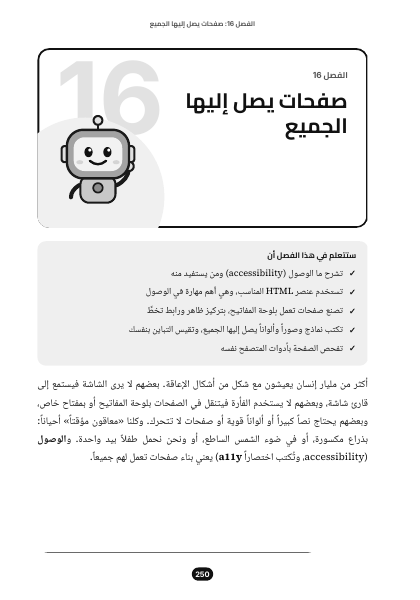 الفصل 16: صفحات يصل إليها الجميع
16
الفصل 16
صفحات يصل إليها
الجميع
ستتعلم في هذا الفصل أن
✓ تشرح ما الوصول (accessibility) ومن يستفيد منه
✓ تستخدم عنصر HTML المناسب، وهي أهم مهارة في الوصول
✓ تصنع صفحات تعمل بلوحة المفاتيح، بتركيز ظاهر ورابط تخطٍّ
✓ تكتب نماذج وصوراً وألواناً يصل إليها الجميع، وتقيس التباين بنفسك
✓ تفحص الصفحة بأدوات المتصفح نفسه
أكثر من مليار إنسان يعيشون مع شكل من أشكال الإعاقة. بعضهم لا يرى الشاشة فيستمع إلى
قارئ شاشة، وبعضهم لا يستخدم الفأرة فيتنقل في الصفحات بلوحة المفاتيح أو بمفتاح خاص،
وبعضهم يحتاج نصاً كبيراً أو ألواناً قوية أو صفحات لا تتحرك. وكلنا «معاقون مؤقتاً» أحياناً:
بذراع مكسورة، أو في ضوء الشمس الساطع، أو ونحن نحمل طفلاً بيد واحدة. والوصول
(accessibility، وتُكتب اختصاراً a11y) يعني بناء صفحات تعمل لهم جميعاً.
250